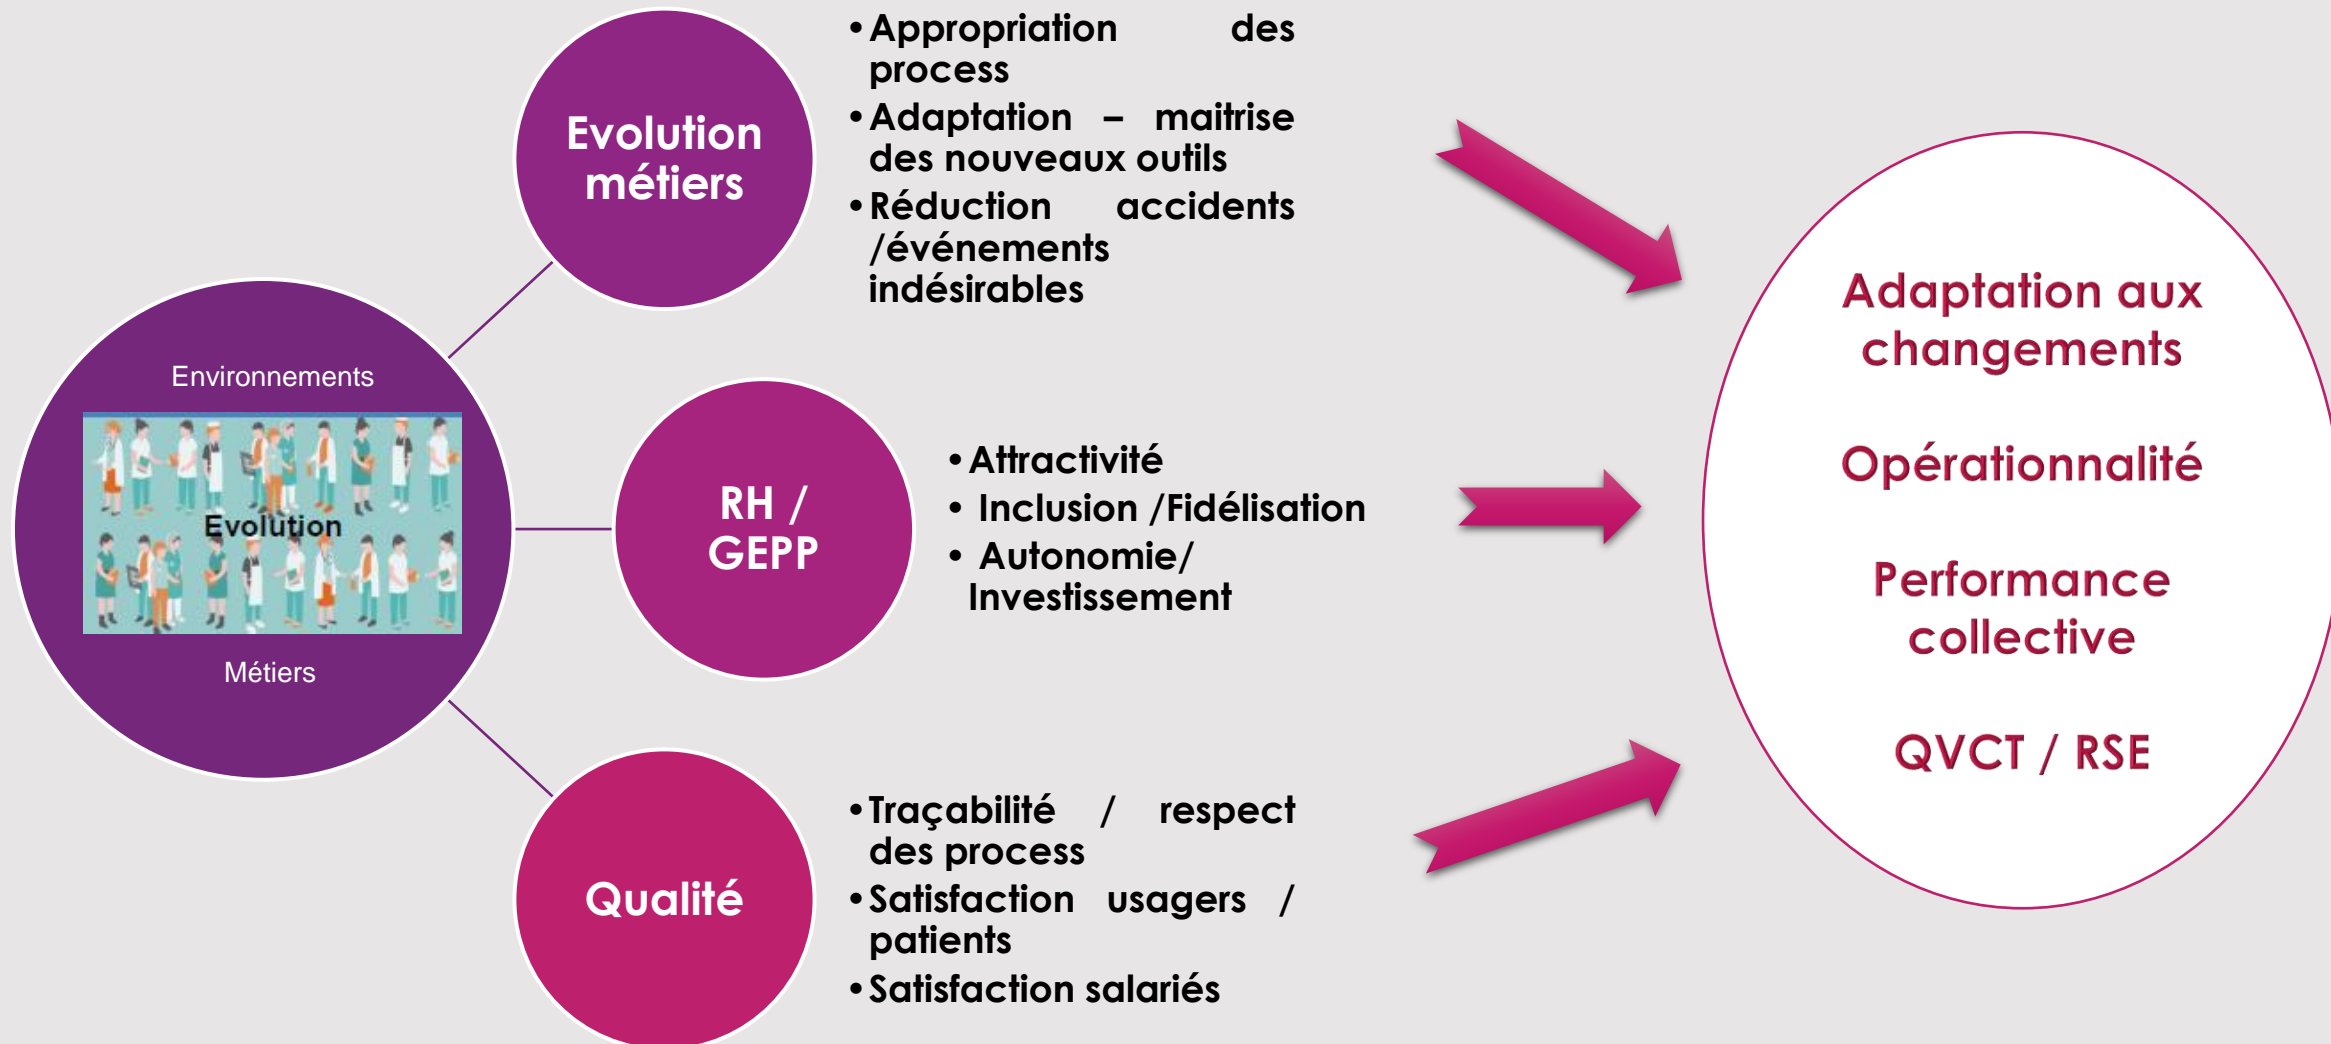 Environnements
Evolution
Métiers
Evolution
métiers
•Appropriation des
process
•Adaptation – maitrise
des nouveaux outils
•Réduction accidents
/événements
indésirables
RH /
GEPP
•Attractivité
• Inclusion /Fidélisation
• Autonomie/
Investissement
Qualité
•Traçabilité / respect
des process
•Satisfaction usagers /
patients
•Satisfaction salariés
Adaptation aux
changements
Opérationnalité
Performance
collective
QVCT / RSE